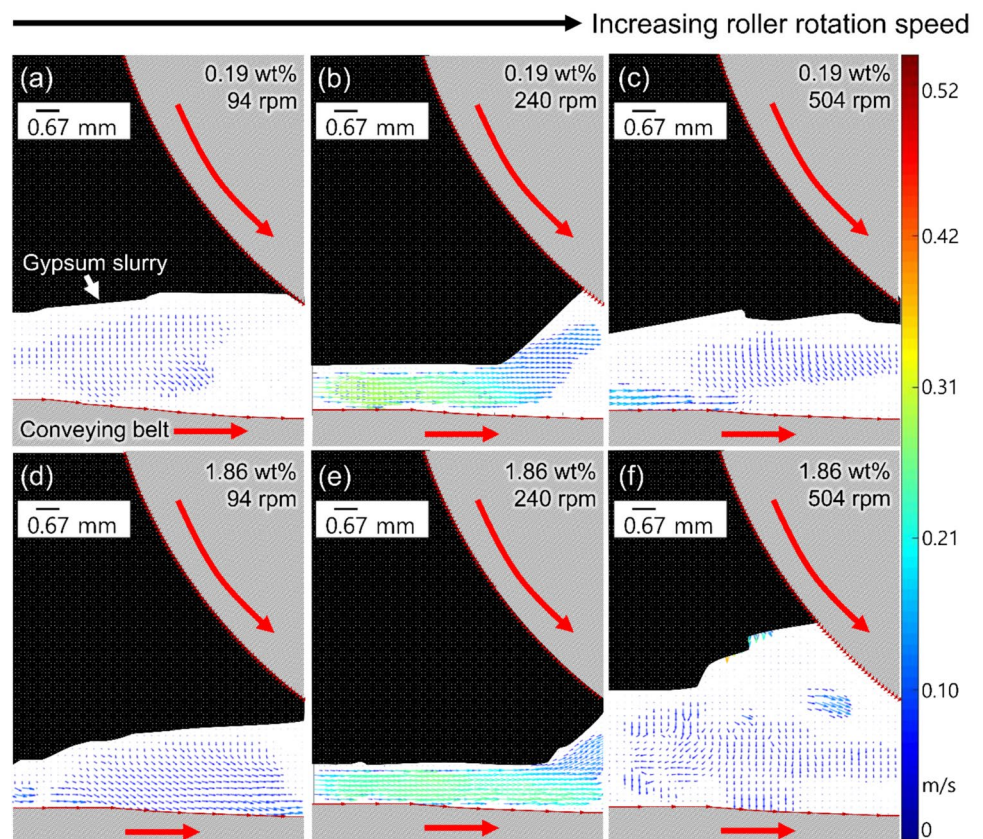 Increasing roller rotation speed
(a)
0.19 wt%
94 rpm
0.67 mm
Gypsum slurry
Conveying belt
(b)
0.19 wt%
240 rpm
0.67 mm
(c)
0.19 wt%
504 rpm
0.67 mm
(d)
1.86 wt%
94 rpm
0.67 mm
(e)
1.86 wt%
240 rpm
0.67 mm
(f)
1.86 wt%
504 rpm
0.67 mm
0.52
0.42
0.31
0.21
0.10
m/s
0